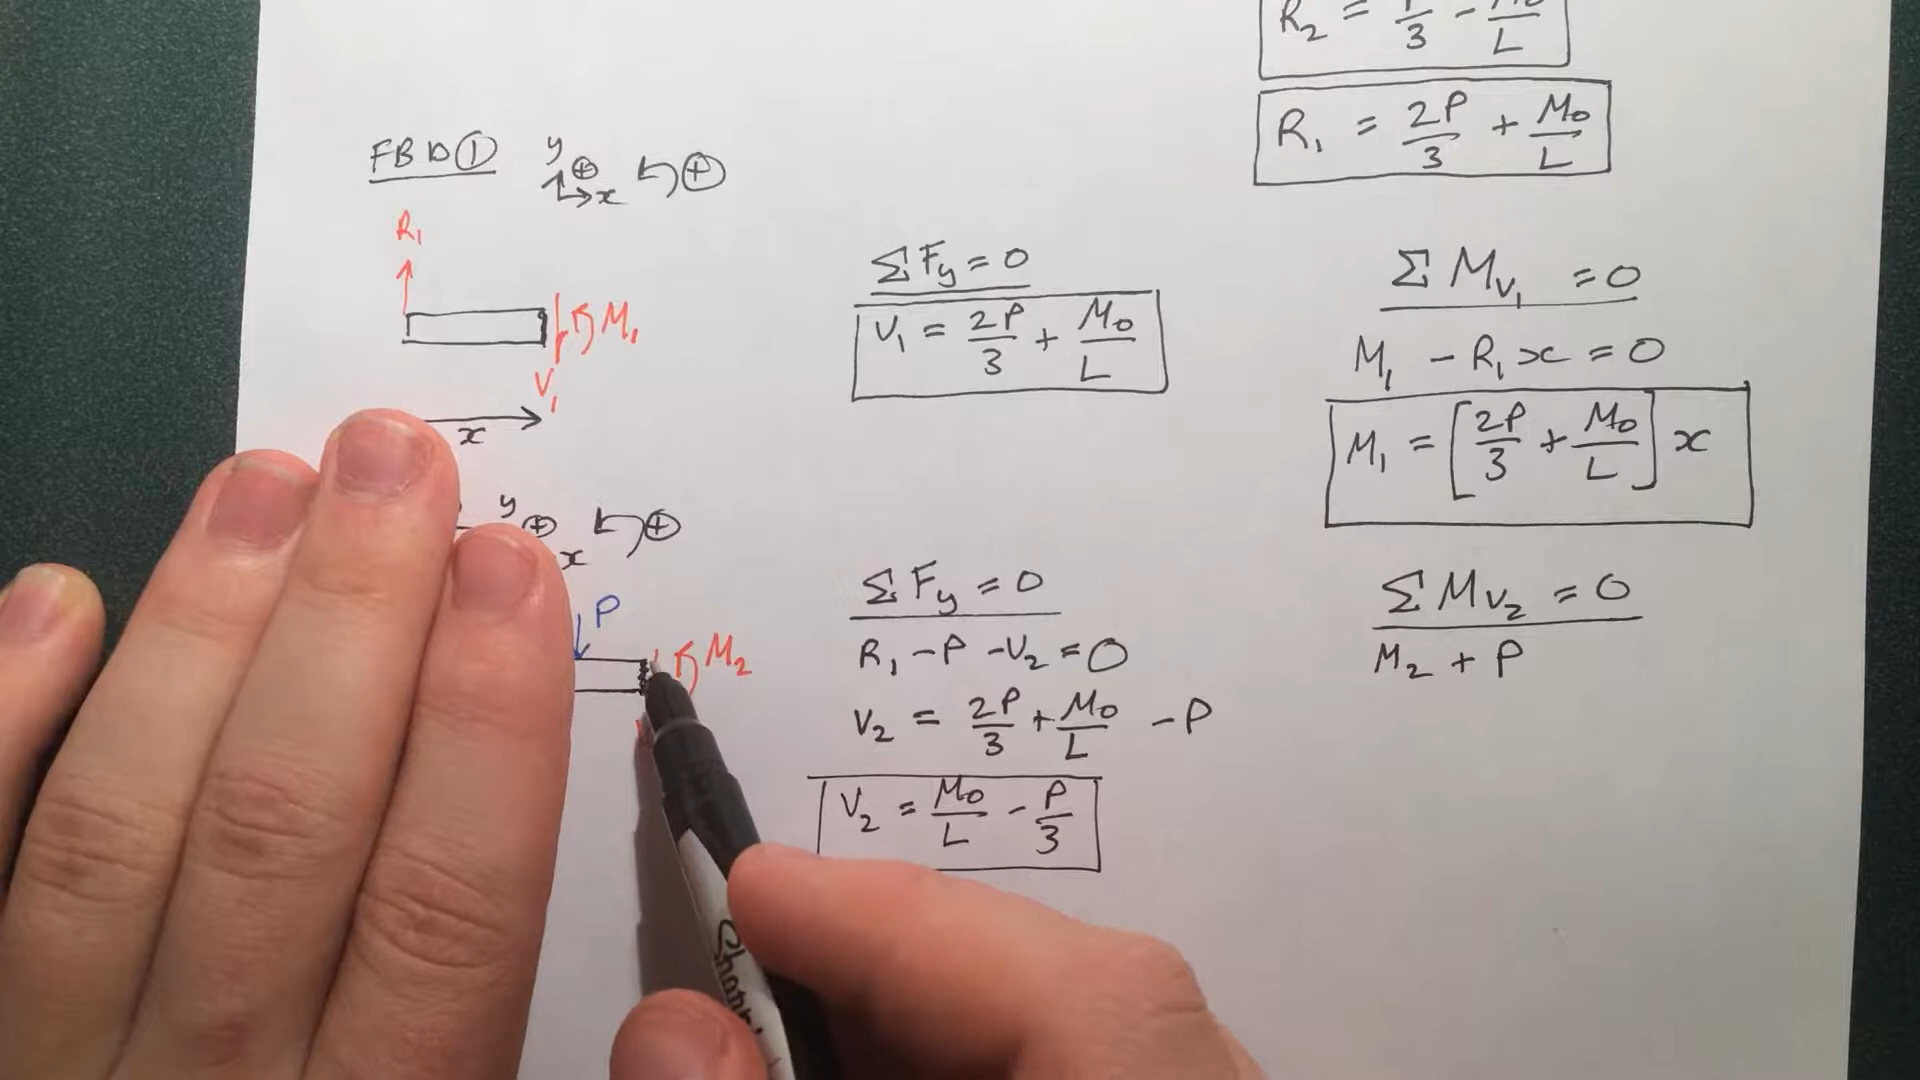 R₂ = P/3 - M₀/L
R₁ = 2P/3 + M₀/L
FBD① y ⊕ x ⊕
R₁
M₁
V₁
x
ΣFy = 0
V₁ = 2P/3 + M₀/L
ΣMv₁ = 0
M₁ - R₁x = 0
M₁ = [2P/3 + M₀/L] x
y ⊕ x ⊕
P
M₂
ΣFy = 0
R₁ - P - V₂ = 0
V₂ = 2P/3 + M₀/L - P
V₂ = M₀/L - P/3
ΣMv₂ = 0
M₂ + P